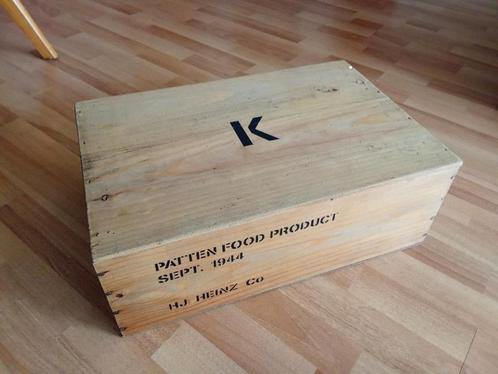 K
PATTEN FOOD PRODUCT
SEPT. 1944
H.J. HEINZ Co